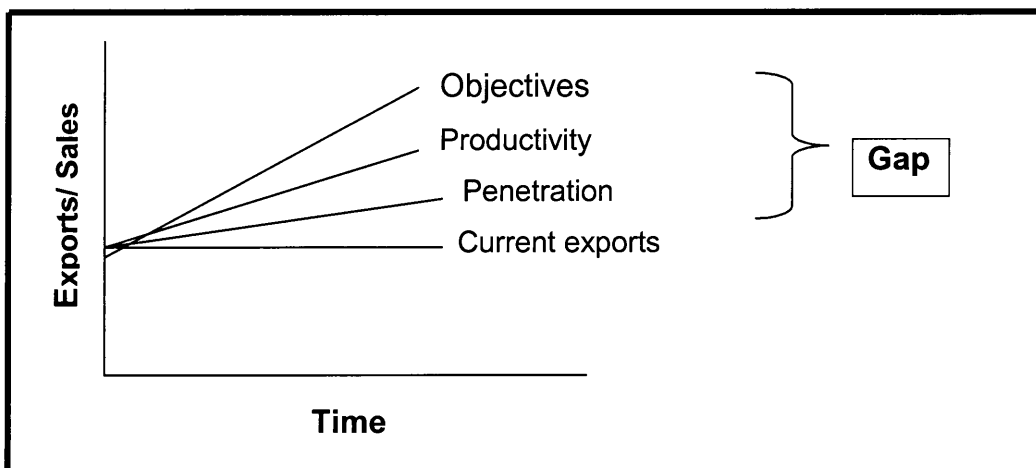 Objectives
Productivity
Penetration
Current exports
Gap
Exports/ Sales
Time